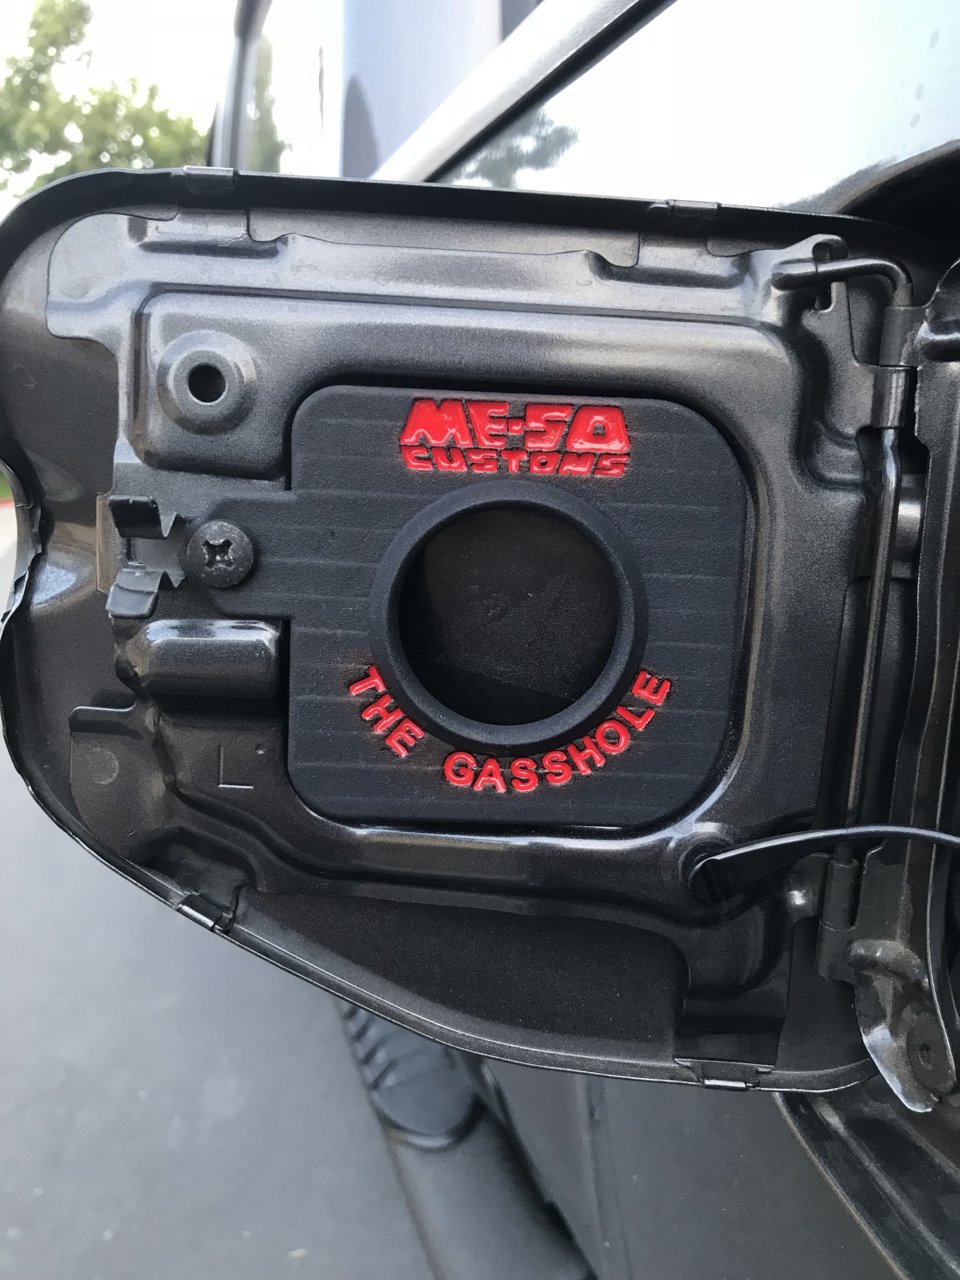 ME·SO
CUSTOMS
THE GASSHOLE
L